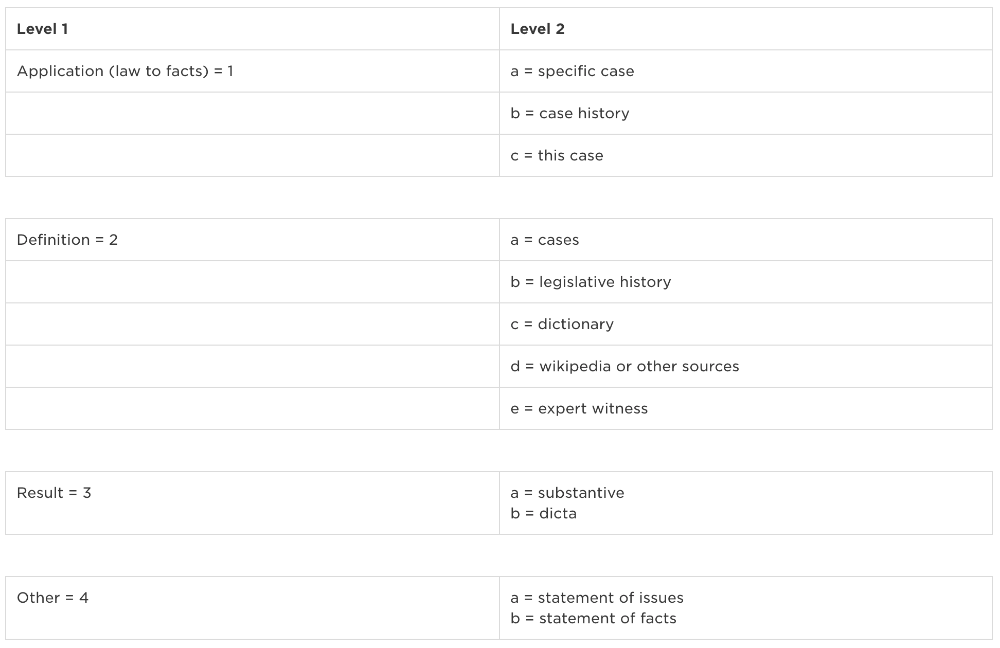 Level 1
Level 2
Application (law to facts) = 1
a = specific case
b = case history
c = this case
Definition = 2
a = cases
b = legislative history
c = dictionary
d = wikipedia or other sources
e = expert witness
Result = 3
a = substantive
b = dicta
Other = 4
a = statement of issues
b = statement of facts